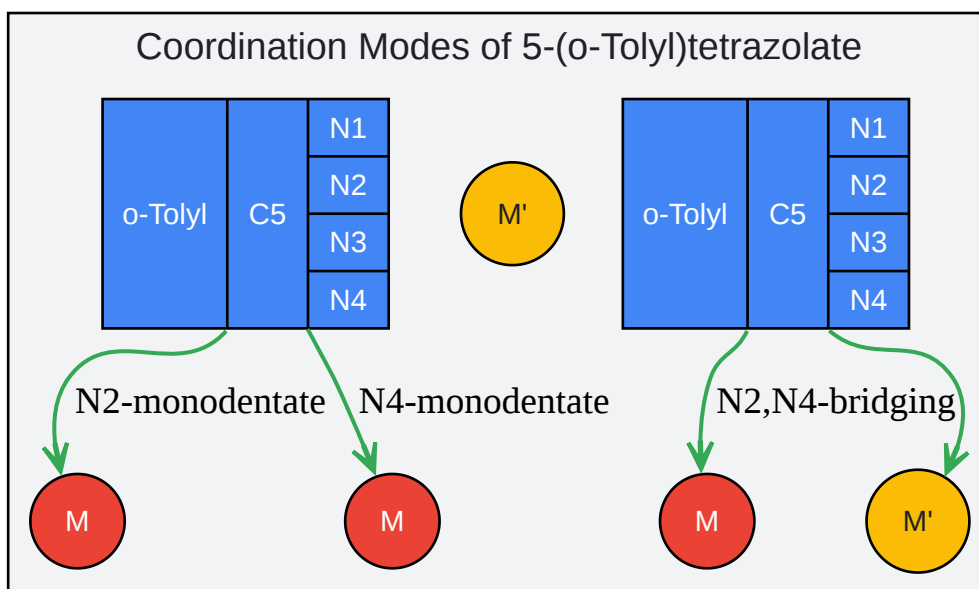 Coordination Modes of 5-(o-Tolyl)tetrazolate
o-Tolyl
C5
N1
N2
N3
N4
M'
o-Tolyl
C5
N1
N2
N3
N4
N2-monodentate
N4-monodentate
N2,N4-bridging
M
M
M
M'